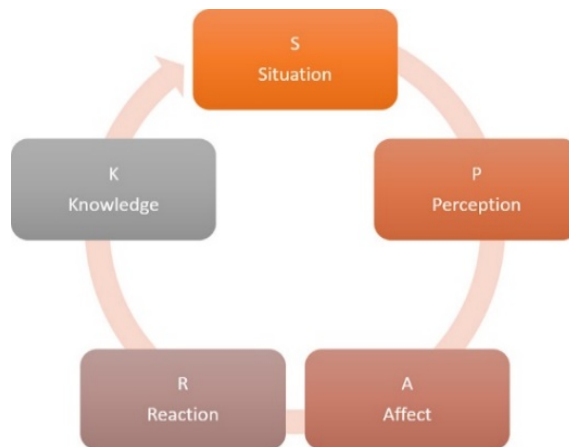 S
Situation
P
Perception
A
Affect
R
Reaction
K
Knowledge